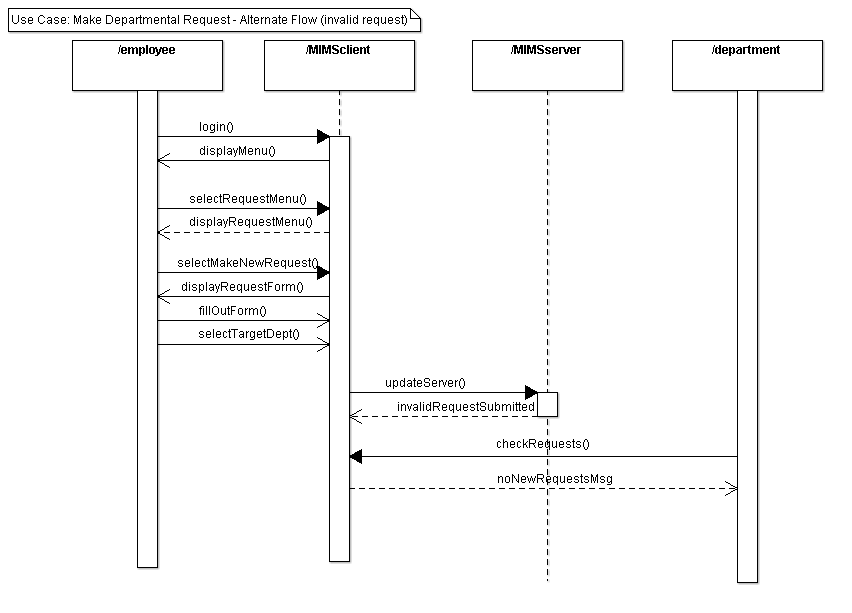 Use Case: Make Departmental Request - Alternate Flow (invalid request)
/employee
/MIMSclient
/MIMSserver
/department
login()
displayMenu()
selectRequestMenu()
displayRequestMenu()
selectMakeNewRequest()
displayRequestForm()
fillOutForm()
selectTargetDept()
updateServer()
invalidRequestSubmitted
checkRequests()
noNewRequestsMsg